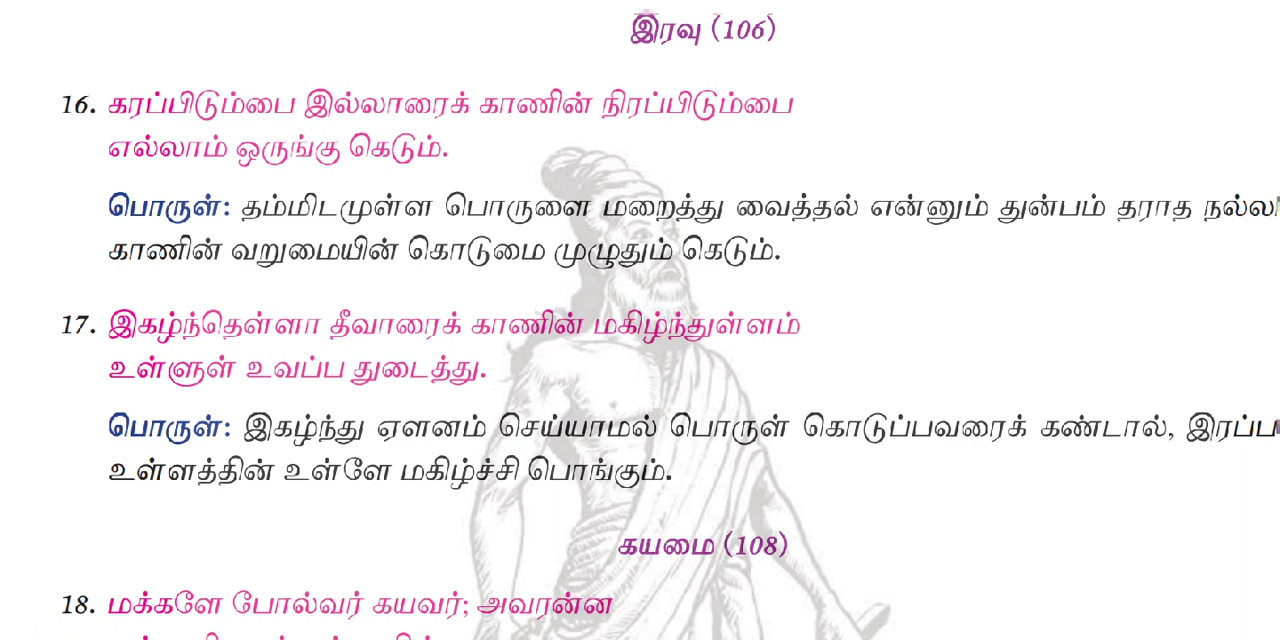 இரவு (106)
16. கரப்பிடும்பை இல்லாரைக் காணின் நிரப்பிடும்பை
எல்லாம் ஒருங்கு கெடும்.
பொருள்: தம்மிடமுள்ள பொருளை மறைத்து வைத்தல் என்னும் துன்பம் தராத
காணின் வறுமையின் கொடுமை முழுதும் கெடும்.
17. இகழ்ந்தெள்ளா தீவாரைக் காணின் மகிழ்ந்துள்ளம்
உள்ளுள் உவப்ப துடைத்து.
பொருள்: இகழ்ந்து ஏளனம் செய்யாமல் பொருள் கொடுப்பவரைக் கண்டால்,
உள்ளத்தின் உள்ளே மகிழ்ச்சி பொங்கும்.
கயமை (108)
18. மக்களே போல்வர் கயவர்; அவரன்ன